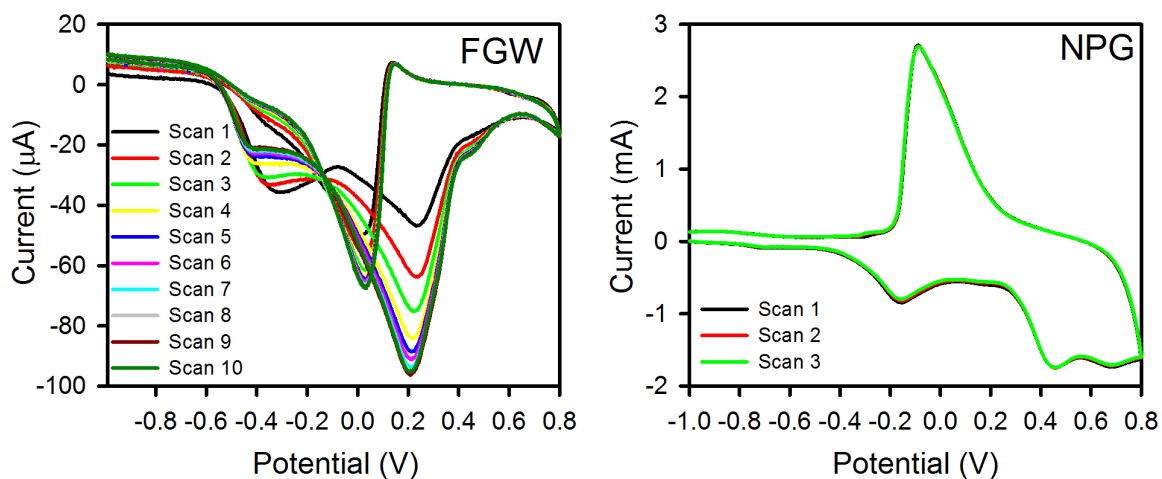 FGW
20
0
-20
-40
-60
-80
-100
Current (µA)
Scan 1
Scan 2
Scan 3
Scan 4
Scan 5
Scan 6
Scan 7
Scan 8
Scan 9
Scan 10
-0.8 -0.6 -0.4 -0.2 0.0 0.2 0.4 0.6 0.8
Potential (V)
NPG
3
2
1
0
-1
-2
Current (mA)
Scan 1
Scan 2
Scan 3
-1.0 -0.8 -0.6 -0.4 -0.2 0.0 0.2 0.4 0.6 0.8
Potential (V)